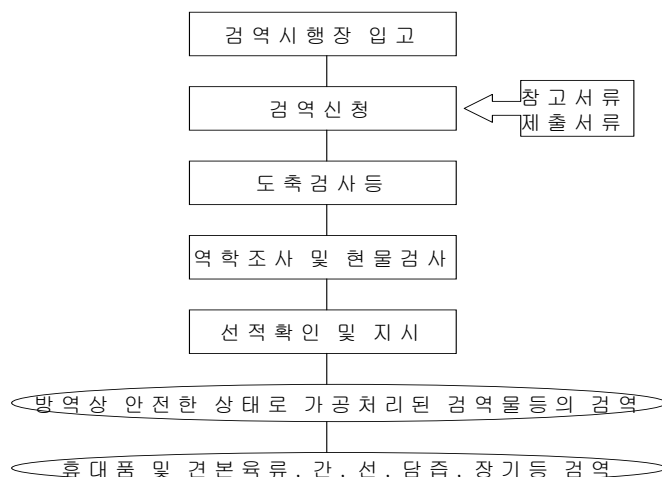 검역시행장 입고
검역신청
참고서류
제출서류
도축검사등
역학조사 및 현물검사
선적확인 및 지시
방역상 안전한 상태로 가공처리된 검역물등의 검역
휴대품 및 견본육류, 간, 선, 담즙, 장기등 검역